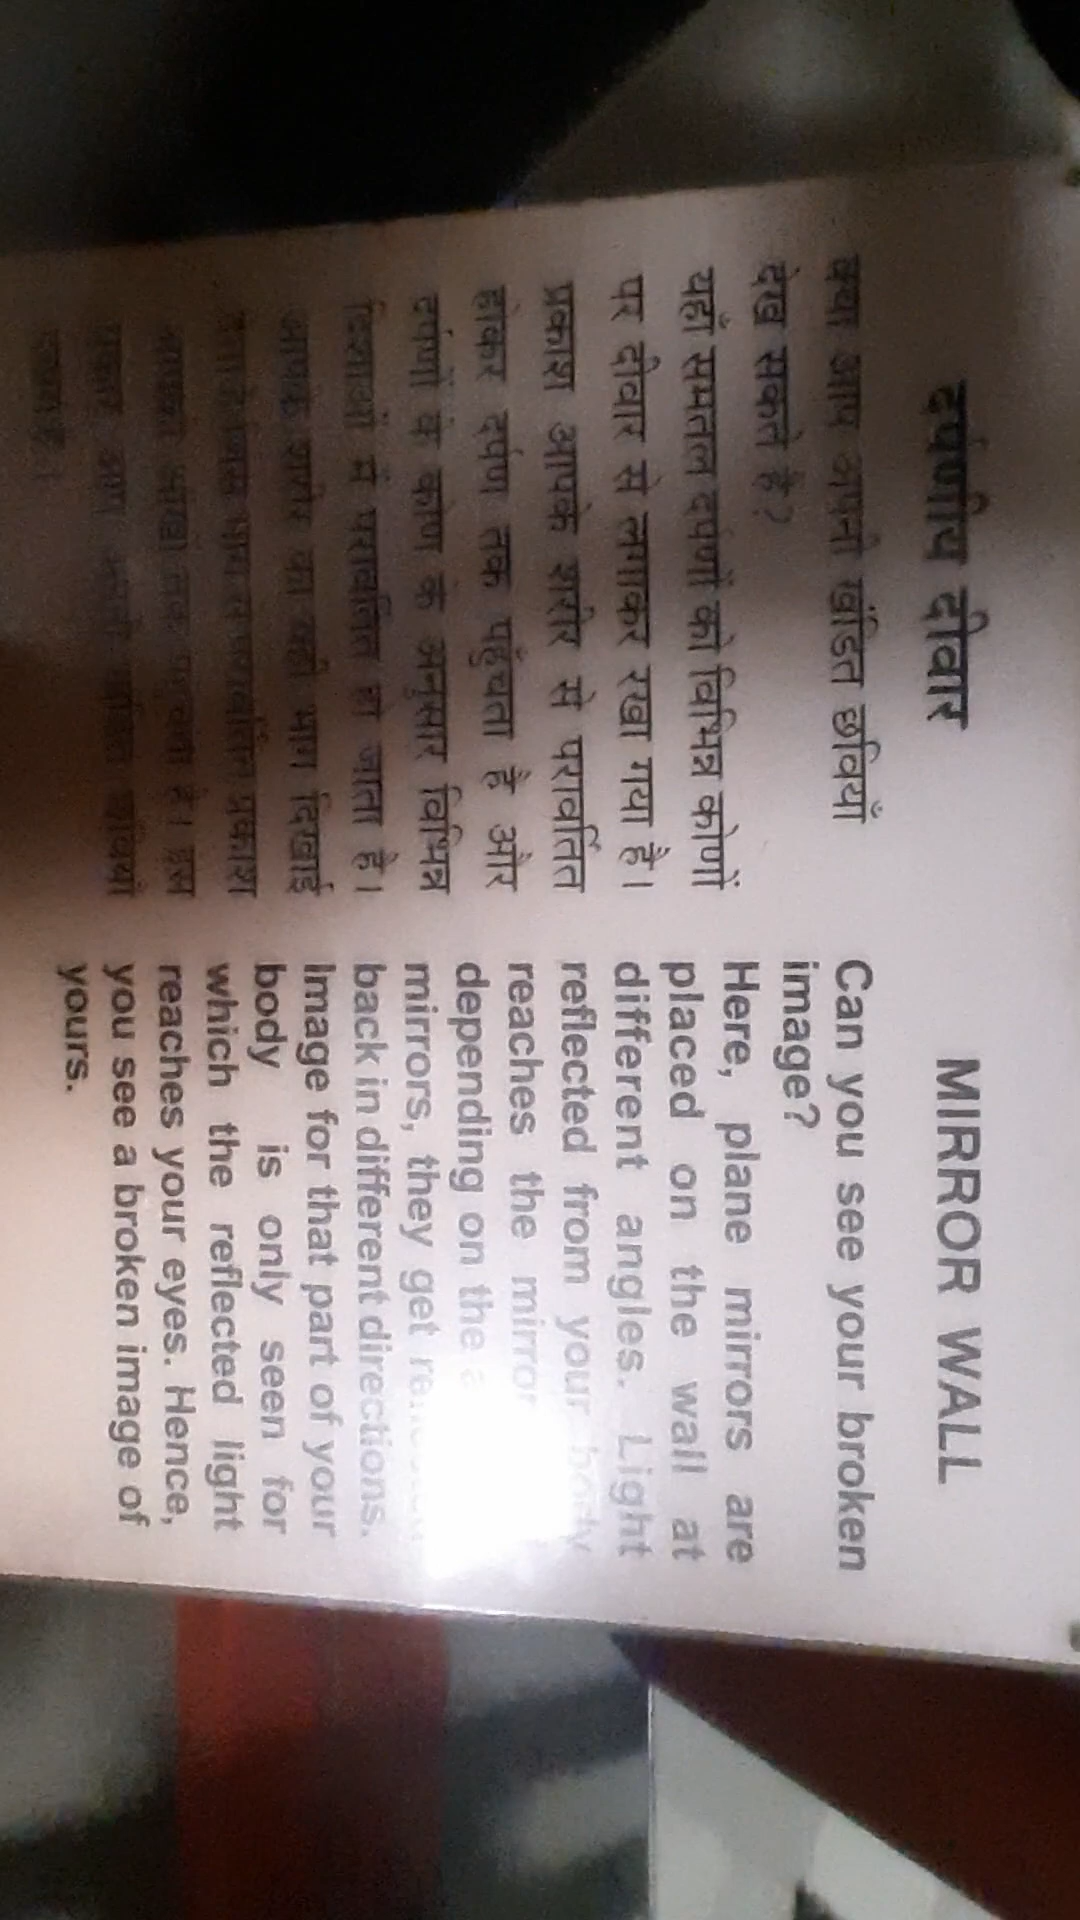 दर्पणीय दीवार
क्या आप अपनी खंडित छवियाँ
देख सकते हैं?
यहाँ समतल दर्पणों को विभिन्न कोणों
पर दीवार से लगाकर रखा गया है।
प्रकाश आपके शरीर से परावर्तित
होकर दर्पण तक पहुंचता है और
दर्पणों के कोण के अनुसार विभिन्न
दिशाओं में परावर्तित हो जाता है।
आपके शरीर का वही भाग दिखाई
भाग से परावर्तित प्रकाश
है। इस
MIRROR WALL
Can you see your broken
image?
Here, plane mirrors are
placed on the wall at
different angles. Light
reflected from your body
reaches the mirror
depending on the
mirrors, they get
back in different directions.
Image for that part of your
body is only seen for
which the reflected light
reaches your eyes. Hence,
you see a broken image of
yours.